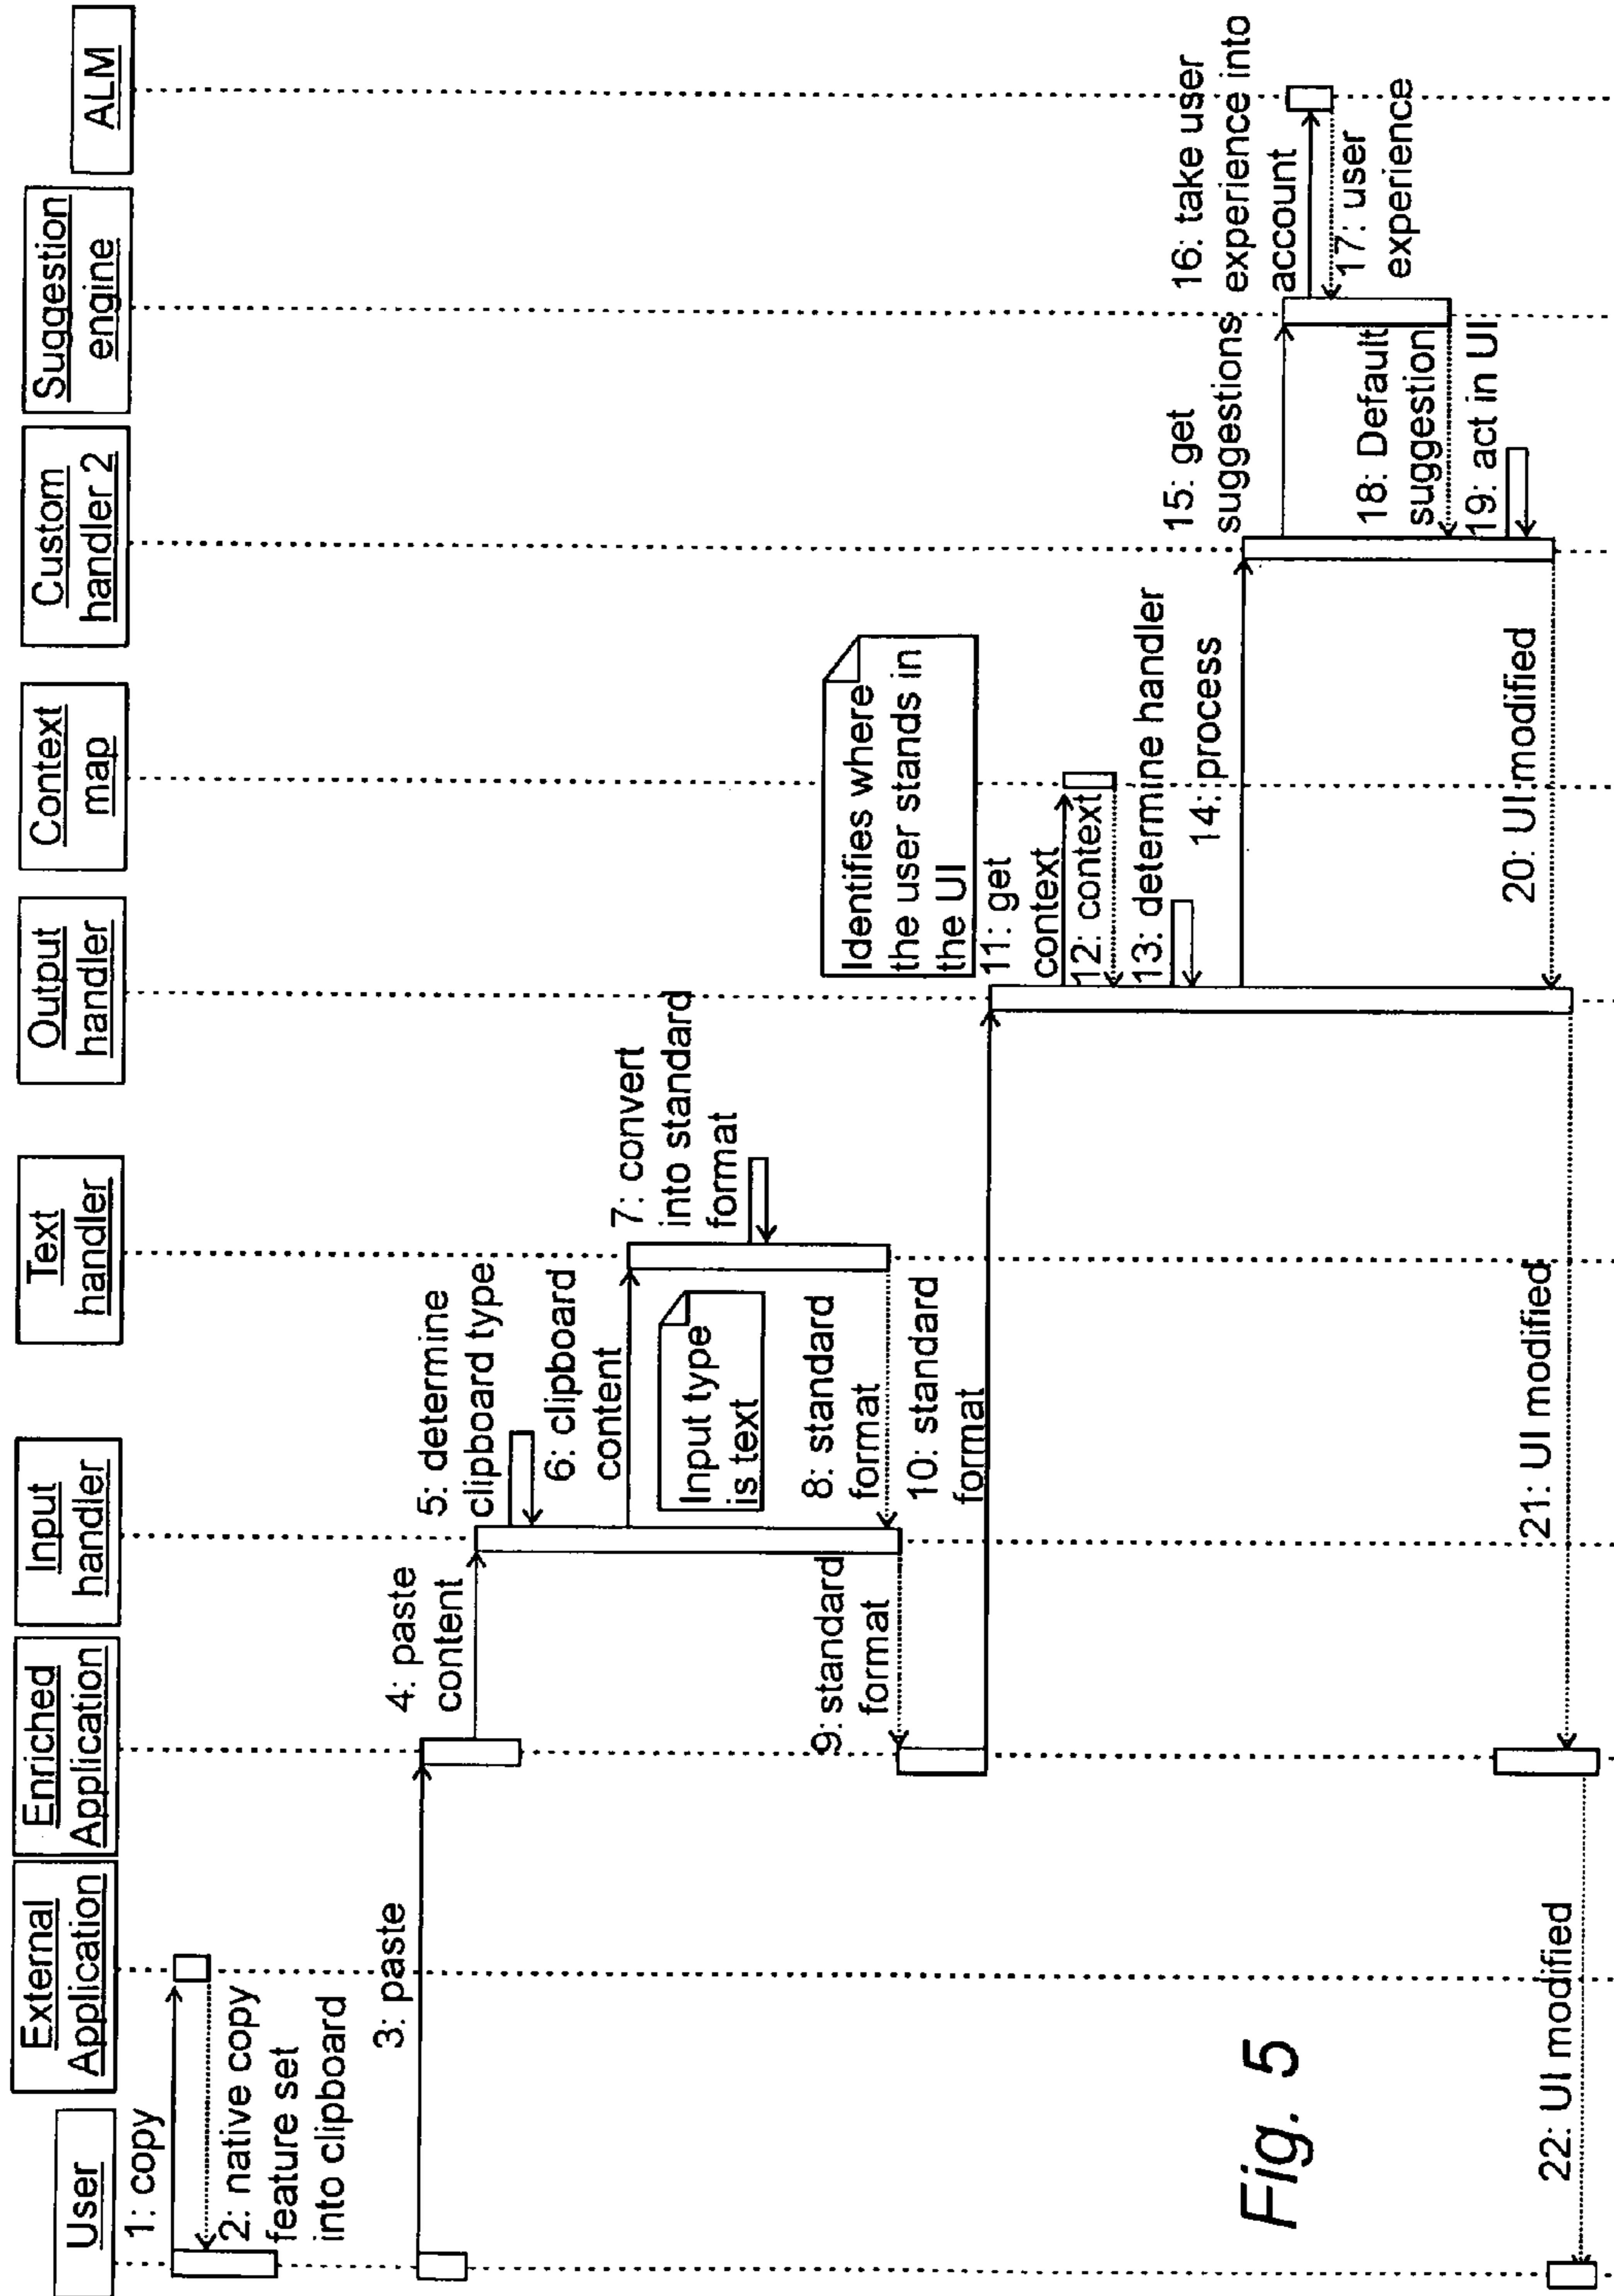 User
External
Application
Enriched
Application
Input
handler
Text
handler
Output
handler
Context
map
Custom
handler 2
Suggestion
engine
ALM
1: copy
2: native copy
feature set
into clipboard
3: paste
4: paste
content
5: determine
clipboard type
6: clipboard
content
Input type
is text
7: convert
into standard
format
8: standard
format
9: standard
format
10: standard
format
Identifies where
the user stands in
the UI
11: get
context
12: context
13: determine handler
14: process
15: get
suggestions
16: take user
experience into
account
17: user
experience
18: Default
suggestion
19: act in UI
20: UI modified
21: UI modified
22: UI modified
Fig. 5